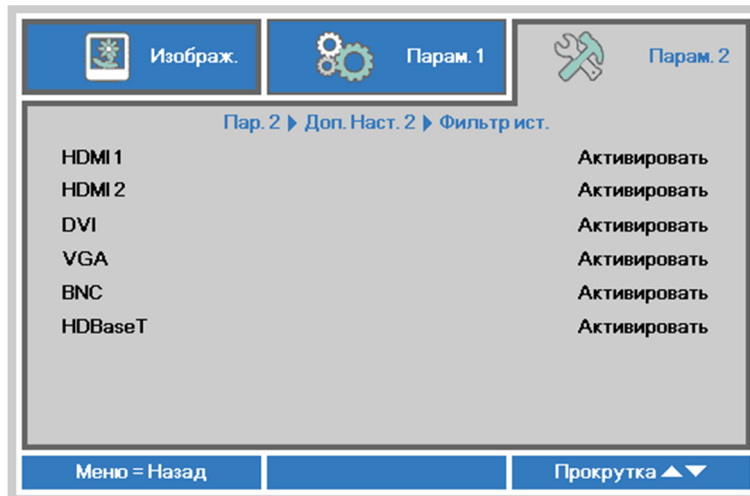 Изображ. Парам. 1 Парам. 2
Пар. 2 ▶ Доп. Наст. 2 ▶ Фильтр ист.
HDMI 1 Активировать
HDMI 2 Активировать
DVI Активировать
VGA Активировать
BNC Активировать
HDBaseT Активировать
Меню = Назад Прокрутка ▲▼